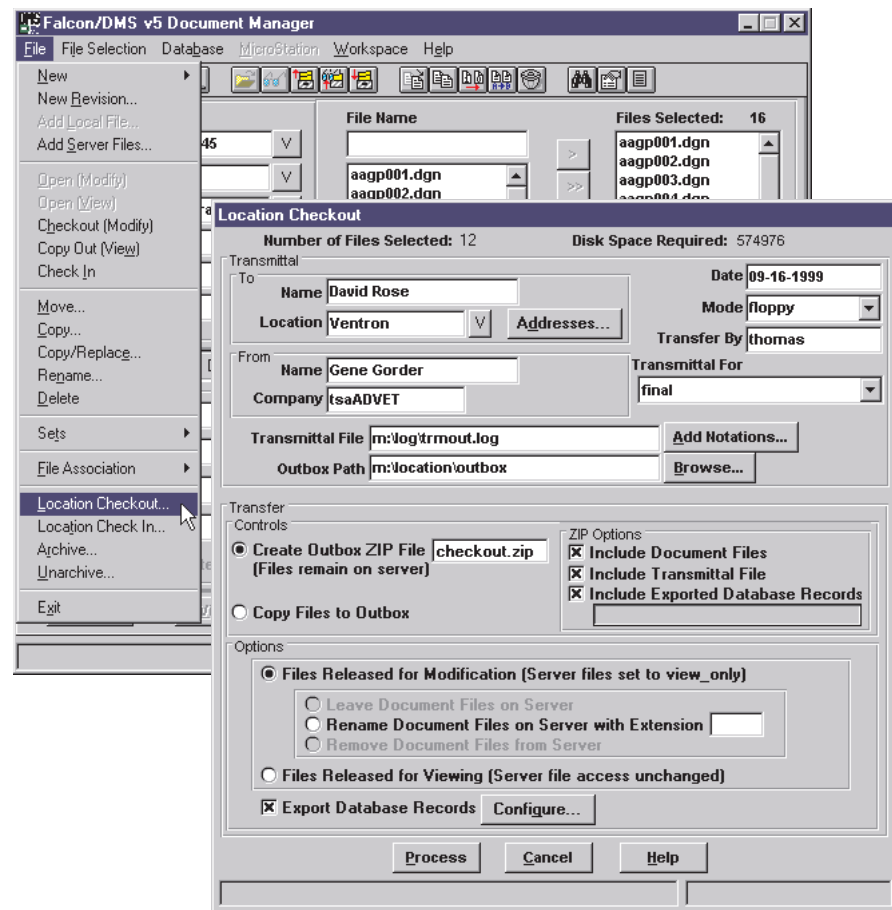 Falcon/DMS v5 Document Manager
File File Selection Database MicroStation Workspace Help
New
New Revision...
Add Local File...
Add Server Files...
Open (Modify)
Open (View)
Checkout (Modify)
Copy Out (View)
Check In
Move...
Copy...
Copy/Replace...
Rename...
Delete
Sets
File Association
Location Checkout...
Location Check In...
Archive...
Unarchive...
Exit
45 V
V
File Name
aagp001.dgn
aagp002.dgn
>
>>
Files Selected: 16
aagp001.dgn
aagp002.dgn
aagp003.dgn
aagp004.dgn
Location Checkout
Number of Files Selected: 12 Disk Space Required: 574976
Transmittal
To
Name David Rose
Location Ventron V Addresses...
Date 09-16-1999
Mode floppy
Transfer By thomas
From
Name Gene Gorder
Company tsaADVET
Transmittal For
final
Transmittal File m:\log\trmout.log Add Notations...
Outbox Path m:\location\outbox Browse...
Transfer
Controls
Create Outbox ZIP File checkout.zip
(Files remain on server)
Copy Files to Outbox
ZIP Options
Include Document Files
Include Transmittal File
Include Exported Database Records
Options
Files Released for Modification (Server files set to view_only)
Leave Document Files on Server
Rename Document Files on Server with Extension
Remove Document Files from Server
Files Released for Viewing (Server file access unchanged)
Export Database Records Configure...
Process Cancel Help